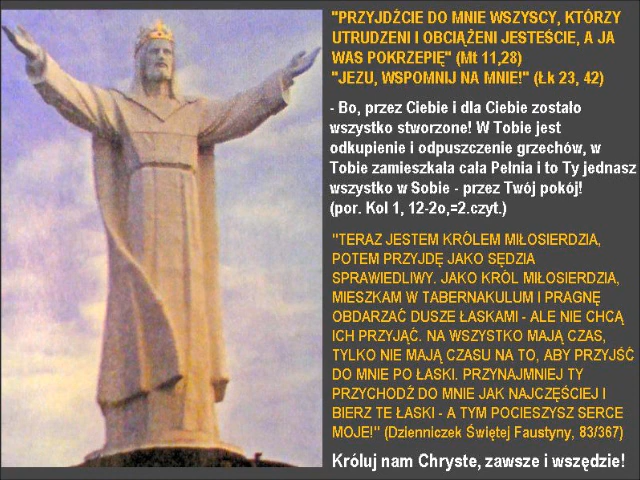 "PRZYJDŹCIE DO MNIE WSZYSCY, KTÓRZY
UTRUDZENI I OBCIĄŻENI JESTEŚCIE, A JA
WAS POKRZEPIĘ" (Mt 11,28)
"JEZU, WSPOMNIJ NA MNIE!" (Łk 23, 42)
- Bo, przez Ciebie i dla Ciebie zostało
wszystko stworzone! W Tobie jest
odkupienie i odpuszczenie grzechów, w
Tobie zamieszkała cała Pełnia i to Ty jednasz
wszystko w Sobie - przez Twój pokój!
(por. Kol 1, 12-2o,=2.czyt.)
"TERAZ JESTEM KRÓLEM MIŁOSIERDZIA,
POTEM PRZYJDĘ JAKO SĘDZIA
SPRAWIEDLIWY. JAKO KRÓL MIŁOSIERDZIA,
MIESZKAM W TABERNAKULUM I PRAGNĘ
OBDARZAĆ DUSZE ŁASKAMI - ALE NIE CHCĄ
ICH PRZYJĄĆ. NA WSZYSTKO MAJĄ CZAS,
TYLKO NIE MAJĄ CZASU NA TO, ABY PRZYJŚĆ
DO MNIE PO ŁASKI. PRZYNAJMNIEJ TY
PRZYCHODŹ DO MNIE JAK NAJCZĘŚCIEJ I
BIERZ TE ŁASKI - A TYM POCIESZYSZ SERCE
MOJE!" (Dzienniczek Świętej Faustyny, 83/367)
Króluj nam Chryste, zawsze i wszędzie!